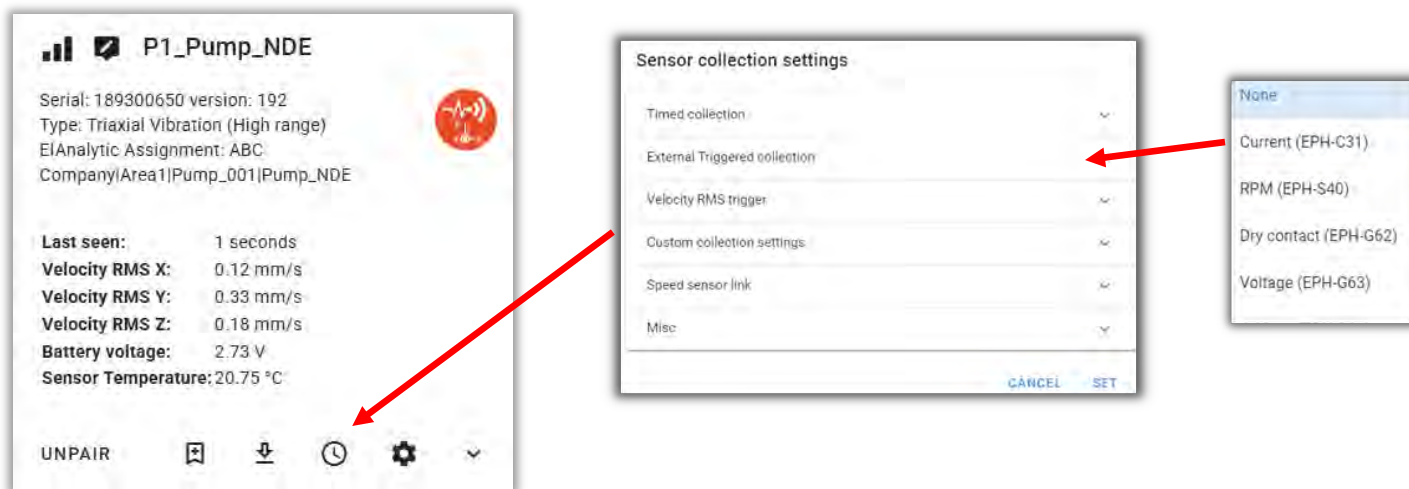 P1_Pump_NDE
Serial: 189300650 version: 192
Type: Triaxial Vibration (High range)
EIAnalytic Assignment: ABC
Company|Area1|Pump_001|Pump_NDE
Last seen: 1 seconds
Velocity RMS X: 0.12 mm/s
Velocity RMS Y: 0.33 mm/s
Velocity RMS Z: 0.18 mm/s
Battery voltage: 2.73 V
Sensor Temperature: 20.75 °C
UNPAIR
Sensor collection settings
Timed collection
External Triggered collection
Velocity RMS trigger
Custom collection settings
Speed sensor link
Misc
CANCEL SET
None
Current (EPH-C31)
RPM (EPH-S40)
Dry contact (EPH-G62)
Voltage (EPH-G63)